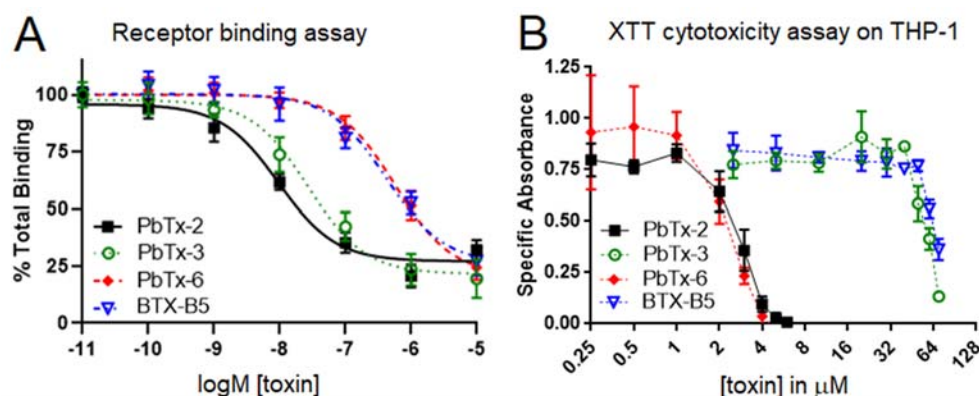 A
Receptor binding assay
% Total Binding
100
75
50
25
0
PbTx-2
PbTx-3
PbTx-6
BTX-B5
-11 -10 -9 -8 -7 -6 -5
logM [toxin]
B
XTT cytotoxicity assay on THP-1
Specific Absorbance
1.25
1.00
0.75
0.50
0.25
0.00
PbTx-2
PbTx-3
PbTx-6
BTX-B5
0.25 0.5 1 2 4 8 16 32 64 128
[toxin] in μM